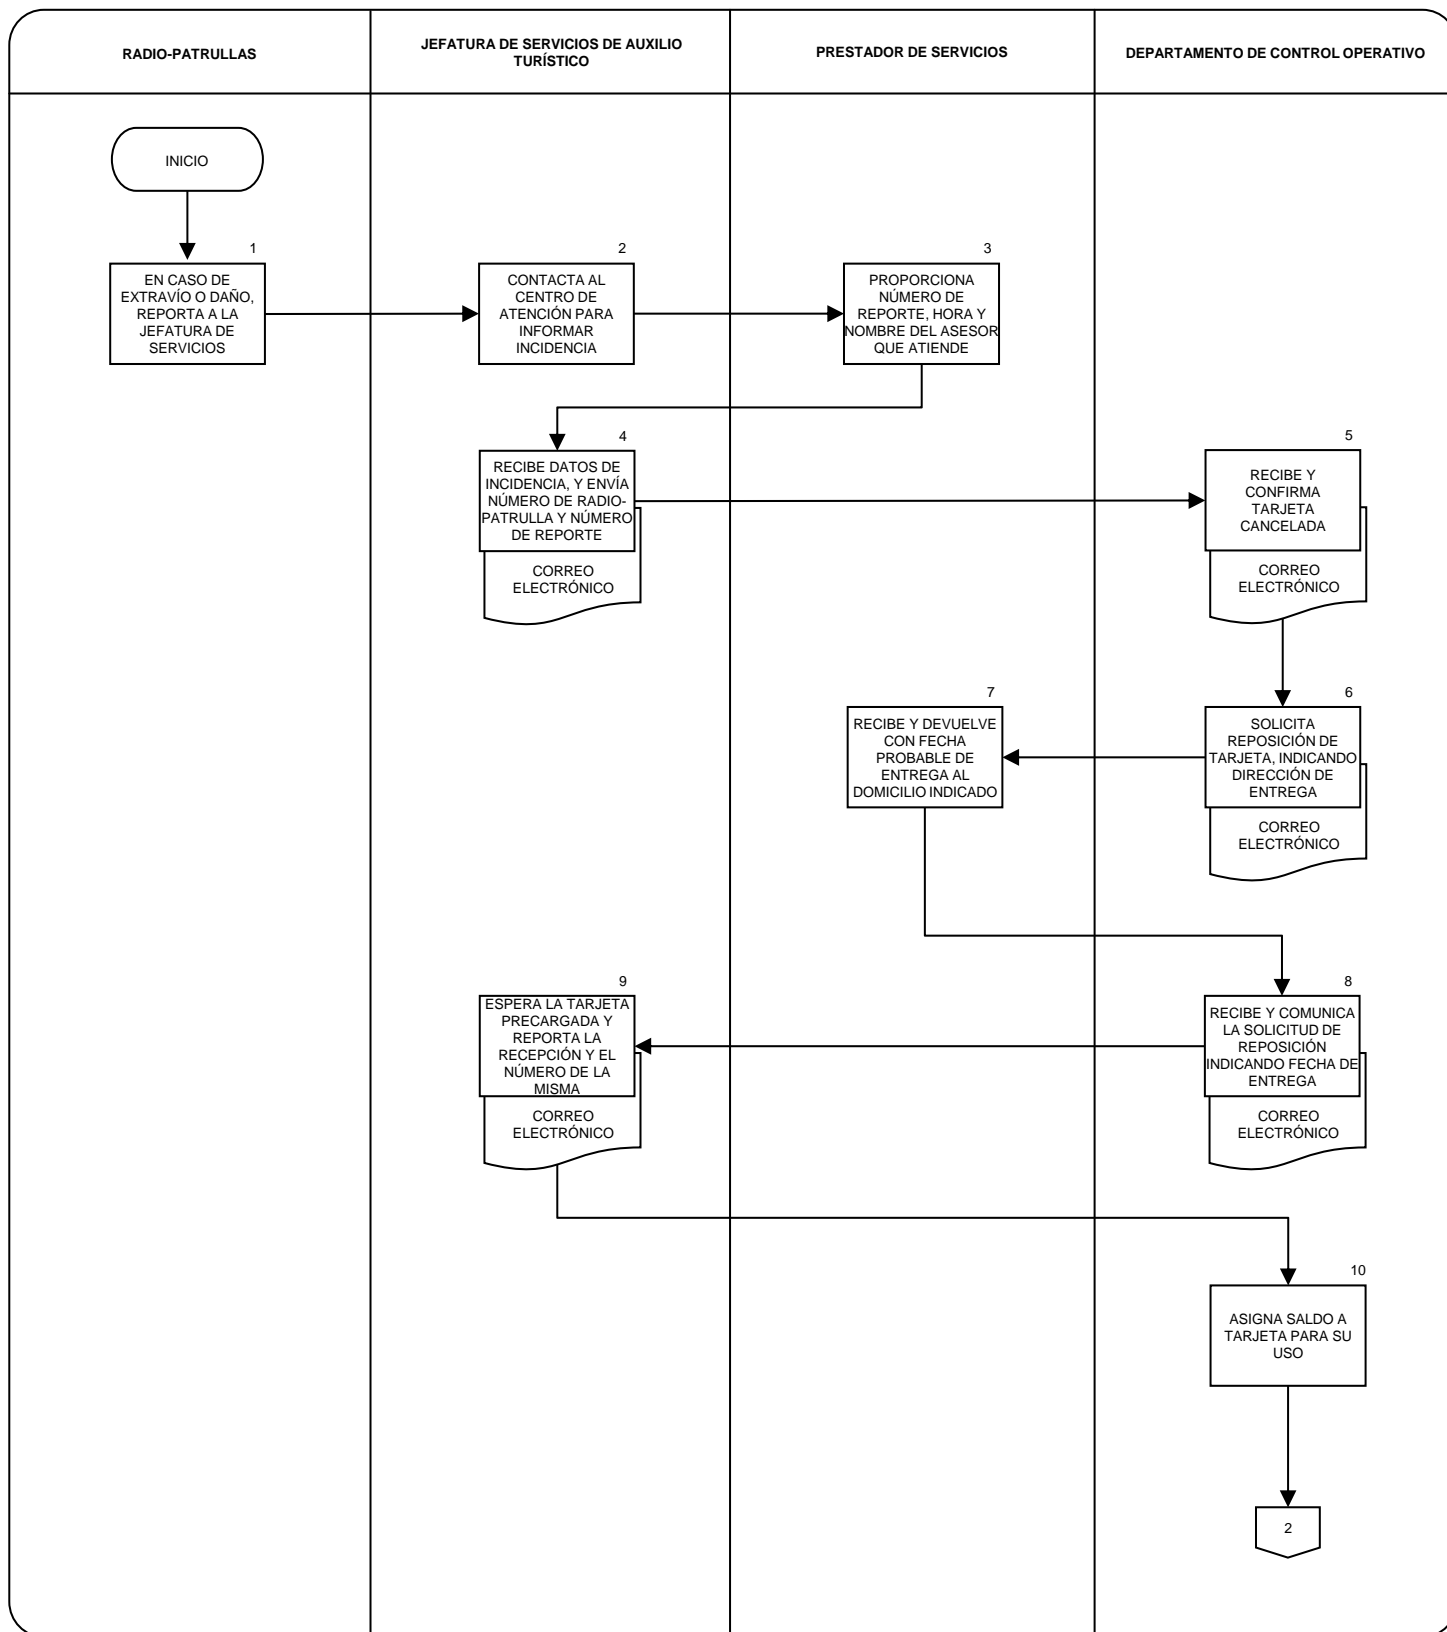 RADIO-PATRULLAS
JEFATURA DE SERVICIOS DE AUXILIO
TURÍSTICO
PRESTADOR DE SERVICIOS
DEPARTAMENTO DE CONTROL OPERATIVO
INICIO
1
EN CASO DE
EXTRAVÍO O DAÑO,
REPORTA A LA
JEFATURA DE
SERVICIOS
2
CONTACTA AL
CENTRO DE
ATENCIÓN PARA
INFORMAR
INCIDENCIA
3
PROPORCIONA
NÚMERO DE
REPORTE, HORA Y
NOMBRE DEL ASESOR
QUE ATIENDE
4
RECIBE DATOS DE
INCIDENCIA, Y ENVÍA
NÚMERO DE RADIO-
PATRULLA Y NÚMERO
DE REPORTE
CORREO
ELECTRÓNICO
5
RECIBE Y
CONFIRMA
TARJETA
CANCELADA
CORREO
ELECTRÓNICO
6
SOLICITA
REPOSICIÓN DE
TARJETA, INDICANDO
DIRECCIÓN DE
ENTREGA
CORREO
ELECTRÓNICO
7
RECIBE Y DEVUELVE
CON FECHA
PROBABLE DE
ENTREGA AL
DOMICILIO INDICADO
8
RECIBE Y COMUNICA
LA SOLICITUD DE
REPOSICIÓN
INDICANDO FECHA DE
ENTREGA
CORREO
ELECTRÓNICO
9
ESPERA LA TARJETA
PRECARGADA Y
REPORTA LA
RECEPCIÓN Y EL
NÚMERO DE LA
MISMA
CORREO
ELECTRÓNICO
10
ASIGNA SALDO A
TARJETA PARA SU
USO
2